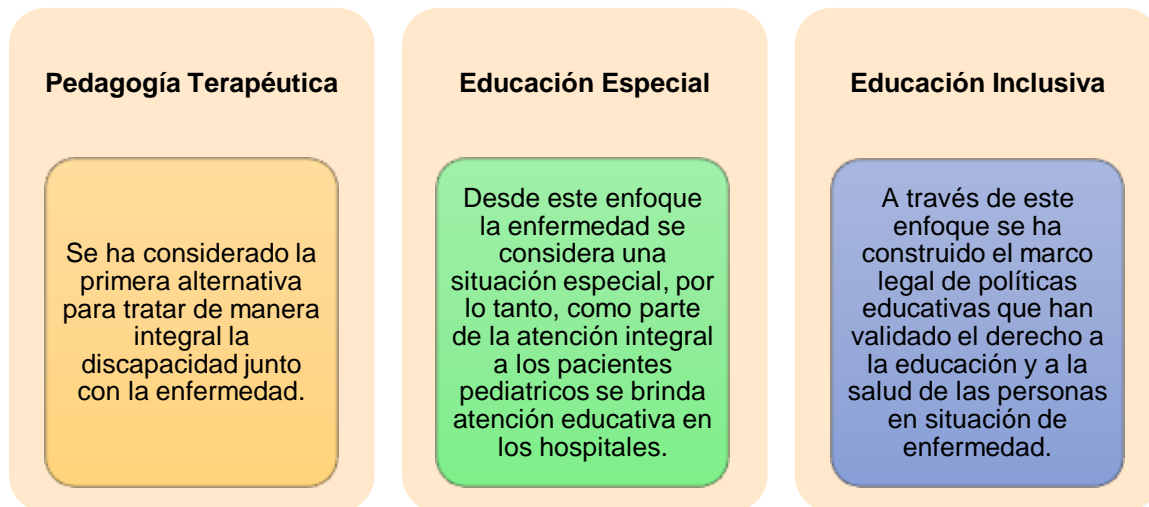 Pedagogía Terapéutica
Se ha considerado la
primera alternativa
para tratar de manera
integral la
discapacidad junto
con la enfermedad.
Educación Especial
Desde este enfoque
la enfermedad se
considera una
situación especial, por
lo tanto, como parte
de la atención integral
a los pacientes
pediatricos se brinda
atención educativa en
los hospitales.
Educación Inclusiva
A través de este
enfoque se ha
construido el marco
legal de políticas
educativas que han
validado el derecho a
la educación y a la
salud de las personas
en situación de
enfermedad.